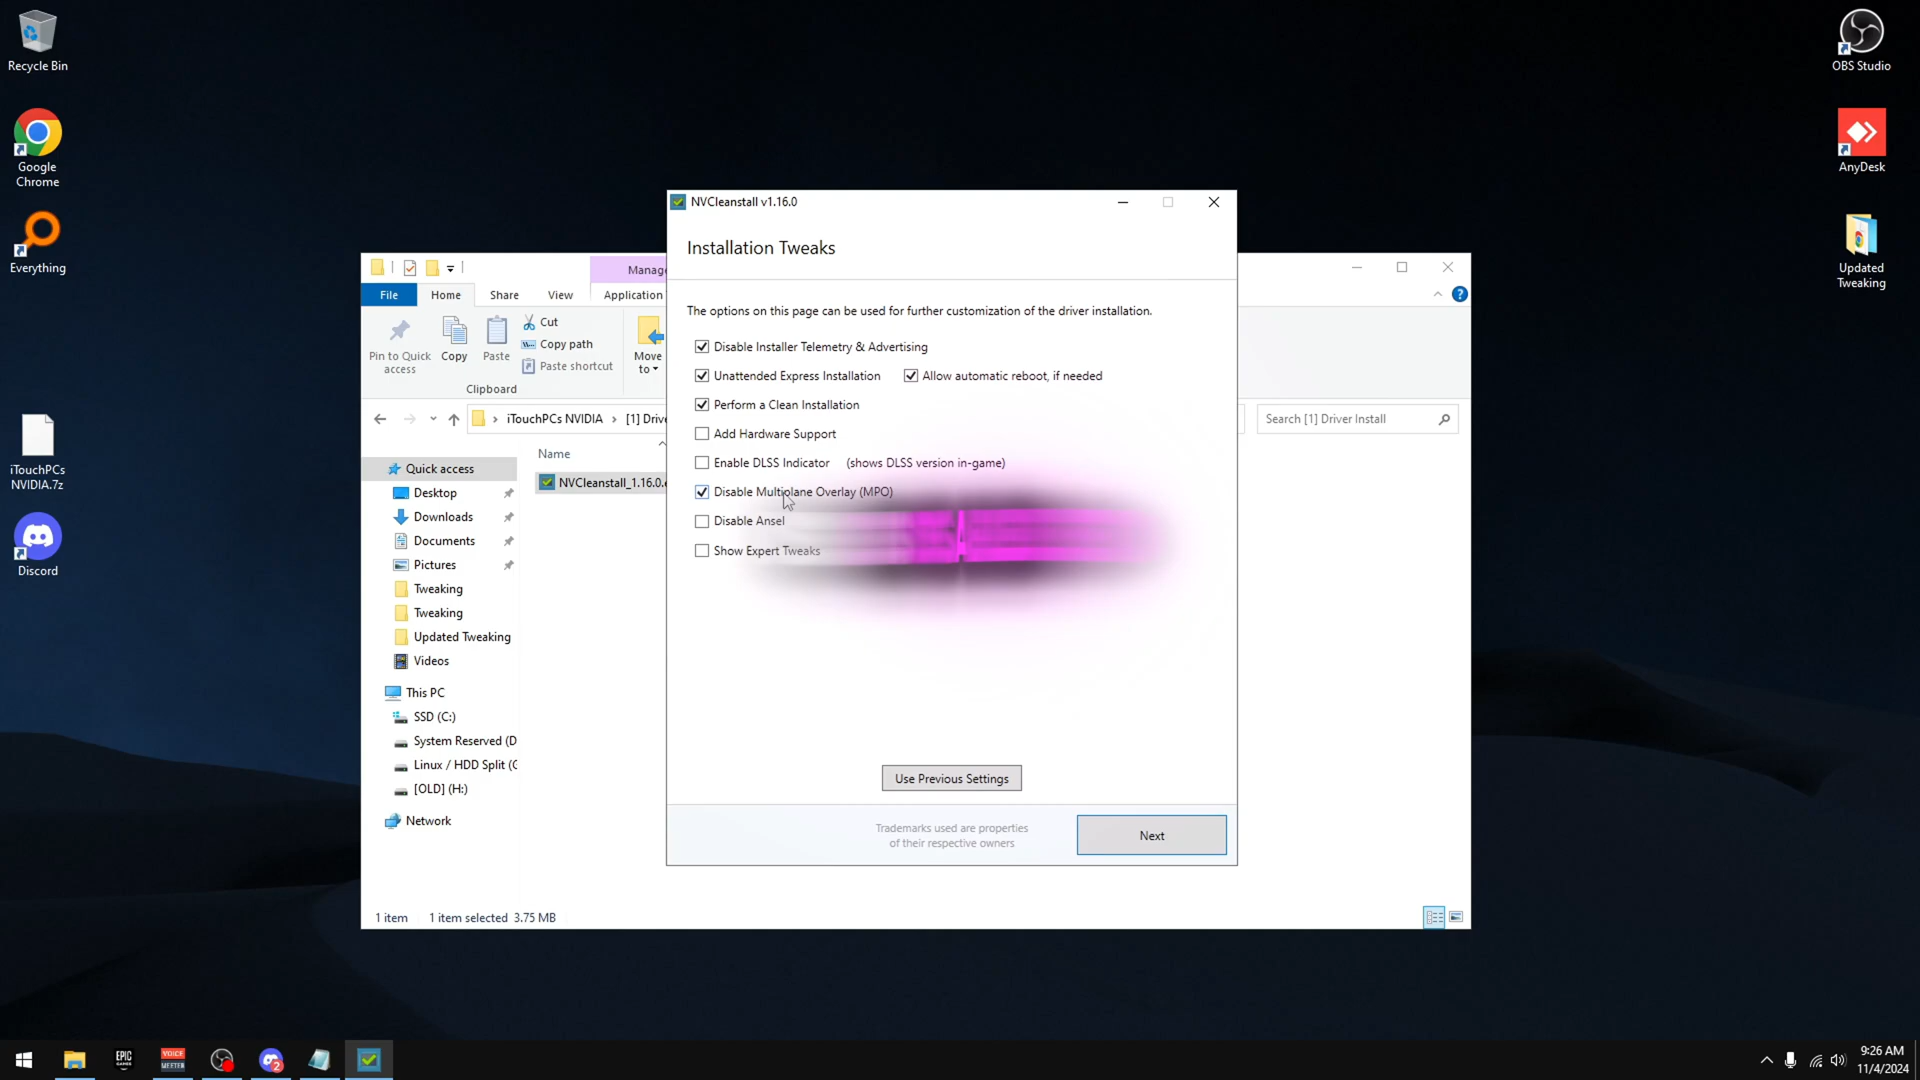 Recycle Bin
Google
Chrome
Everything
iTouchPCs
NVIDIA.7z
Discord
OBS Studio
AnyDesk
Updated
Tweaking
Manage
File
Home
Share
View
Application
Pin to Quick
access
Copy
Paste
Cut
Copy path
Paste shortcut
Move
to
Clipboard
iTouchPCs NVIDIA
[1] Drive
Search [1] Driver Install
Name
NVCleanstall_1.16.0.e
Quick access
Desktop
Downloads
Documents
Pictures
Tweaking
Tweaking
Updated Tweaking
Videos
This PC
SSD (C:)
System Reserved (D
Linux / HDD Split (G
[OLD] (H:)
Network
1 item
1 item selected 3.75 MB
NVCleanstall v1.16.0
Installation Tweaks
The options on this page can be used for further customization of the driver installation.
Disable Installer Telemetry & Advertising
Unattended Express Installation
Allow automatic reboot, if needed
Perform a Clean Installation
Add Hardware Support
Enable DLSS Indicator (shows DLSS version in-game)
Disable Multiplane Overlay (MPO)
Disable Ansel
Show Expert Tweaks
Use Previous Settings
Trademarks used are properties
of their respective owners
Next
EPIC
GAMES
VOICE
MEETER
2
9:26 AM
11/4/2024